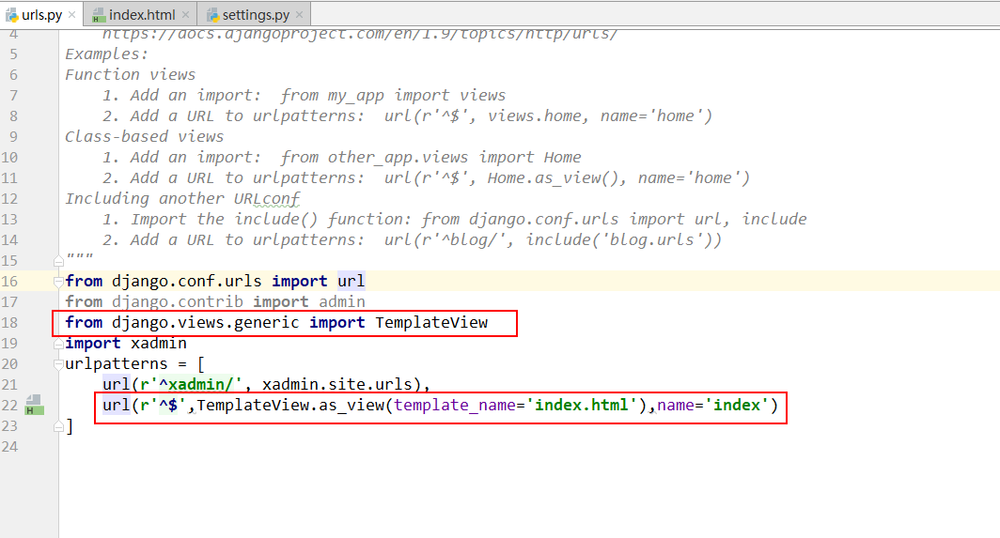 urls.py index.html settings.py
4 https://docs.djangoproject.com/en/1.9/topics/http/urls/
5 Examples:
6 Function views
7 1. Add an import:  from my_app import views
8 2. Add a URL to urlpatterns:  url(r'^$', views.home, name='home')
9 Class-based views
10 1. Add an import:  from other_app.views import Home
11 2. Add a URL to urlpatterns:  url(r'^$', Home.as_view(), name='home')
12 Including another URLconf
13 1. Import the include() function: from django.conf.urls import url, include
14 2. Add a URL to urlpatterns:  url(r'^blog/', include('blog.urls'))
15 """
16 from django.conf.urls import url
17 from django.contrib import admin
18 from django.views.generic import TemplateView
19 import xadmin
20 urlpatterns = [
21 url(r'^xadmin/', xadmin.site.urls),
H 22 url(r'^$',TemplateView.as_view(template_name='index.html'),name='index')
23 ]
24